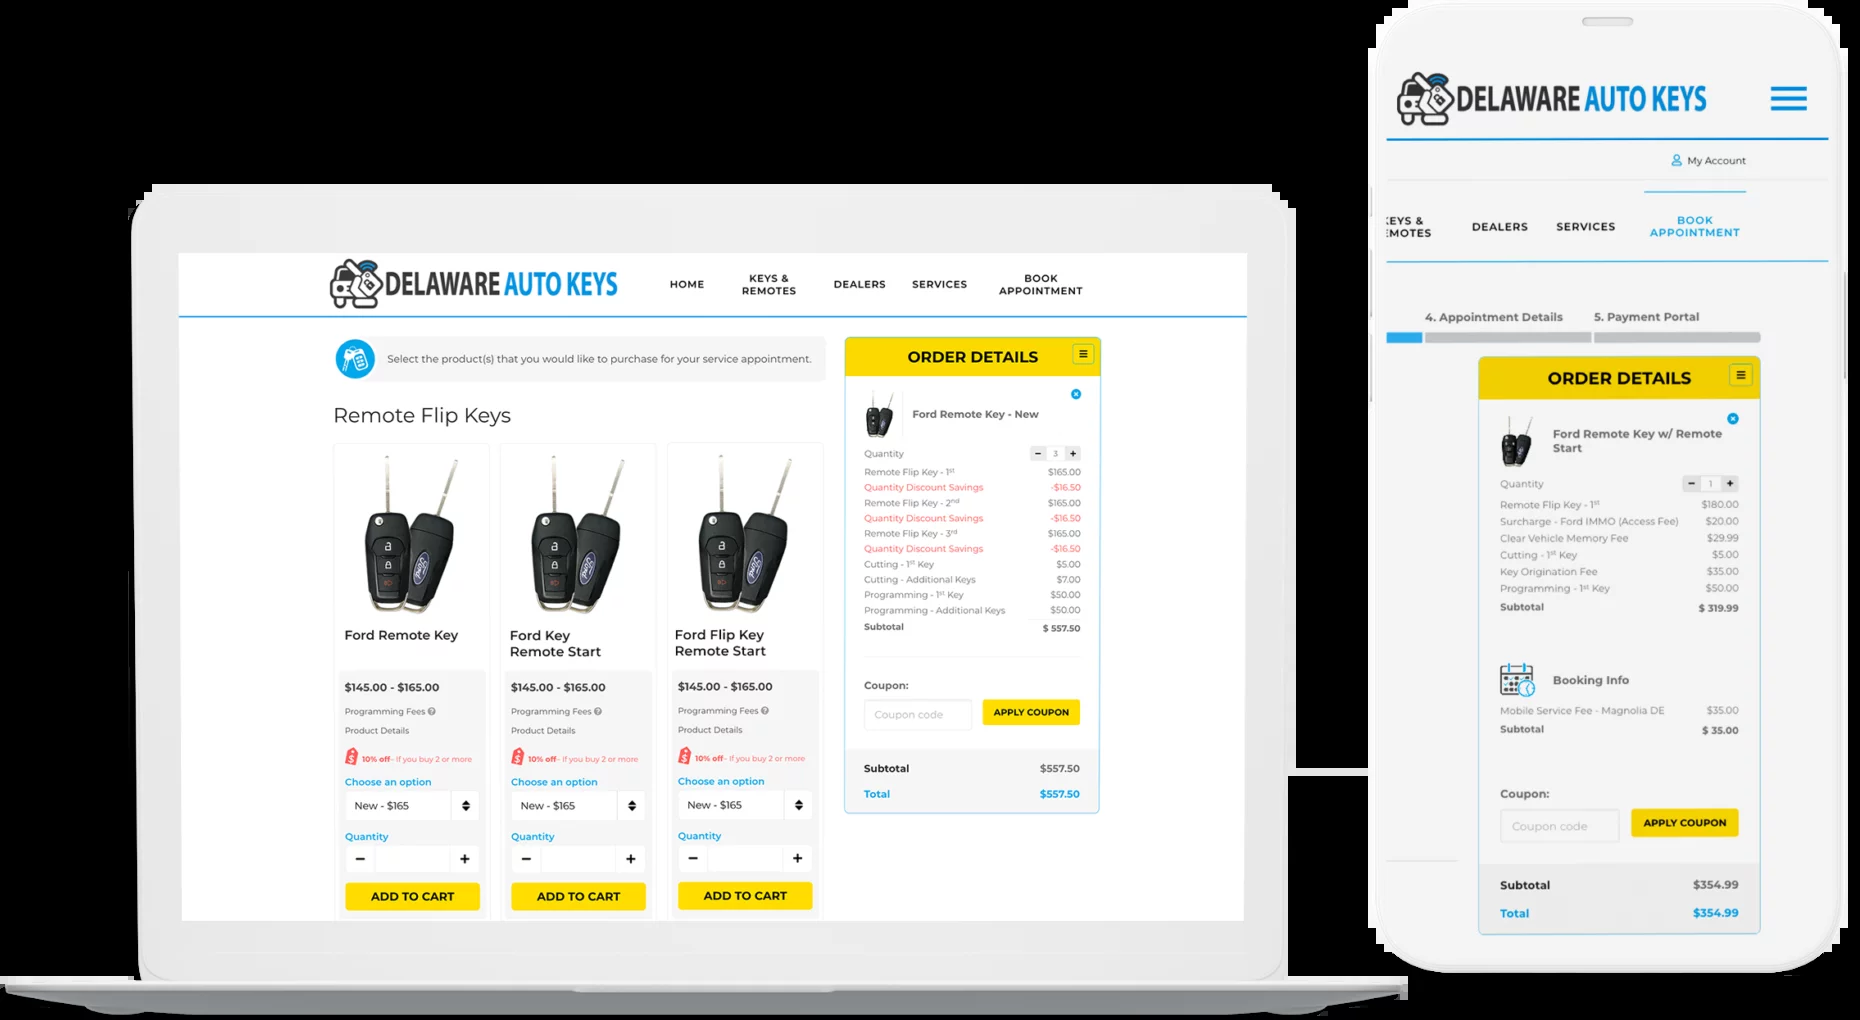 DELAWARE AUTO KEYS
HOME
KEYS &
REMOTES
DEALERS
SERVICES
BOOK
APPOINTMENT
Select the product(s) that you would like to purchase for your service appointment.
Remote Flip Keys
Ford Remote Key
$145.00 - $165.00
Programming Fees
Product Details
10% off- If you buy 2 or more
Choose an option
New - $165
Quantity
ADD TO CART
Ford Key
Remote Start
$145.00 - $165.00
Programming Fees
Product Details
10% off- If you buy 2 or more
Choose an option
New - $165
Quantity
ADD TO CART
Ford Flip Key
Remote Start
$145.00 - $165.00
Programming Fees
Product Details
10% off- If you buy 2 or more
Choose an option
New - $165
Quantity
ADD TO CART
ORDER DETAILS
Ford Remote Key - New
Quantity - 3 +
Remote Flip Key - 1st $165.00
Quantity Discount Savings -$16.50
Remote Flip Key - 2nd $165.00
Quantity Discount Savings -$16.50
Remote Flip Key - 3rd $165.00
Quantity Discount Savings -$16.50
Cutting - 1st Key $5.00
Cutting - Additional Keys $7.00
Programming - 1st Key $50.00
Programming - Additional Keys $50.00
Subtotal $ 557.50
Coupon:
Coupon code
APPLY COUPON
Subtotal $557.50
Total $557.50
DELAWARE AUTO KEYS
My Account
KEYS &
EMOTES
DEALERS
SERVICES
BOOK
APPOINTMENT
4. Appointment Details
5. Payment Portal
ORDER DETAILS
Ford Remote Key w/ Remote
Start
Quantity - 1 +
Remote Flip Key - 1st $180.00
Surcharge - Ford IMMO (Access Fee) $20.00
Clear Vehicle Memory Fee $29.99
Cutting - 1st Key $5.00
Key Origination Fee $35.00
Programming - 1st Key $50.00
Subtotal $ 319.99
Booking Info
Mobile Service Fee - Magnolia DE $35.00
Subtotal $ 35.00
Coupon:
Coupon code
APPLY COUPON
Subtotal $354.99
Total $354.99